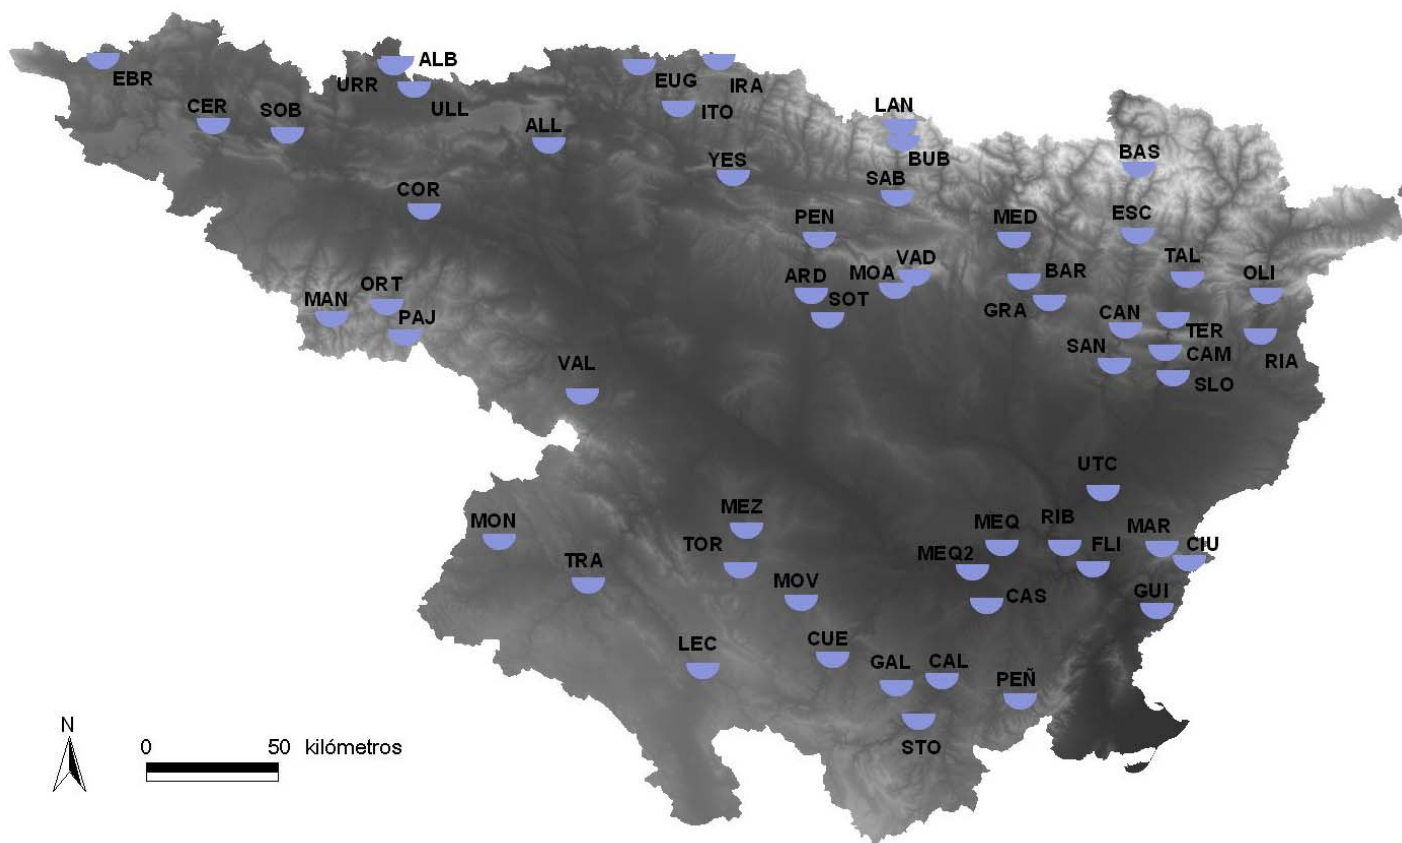 ALB
EBR
URR
EUG
IRA
CER
SOB
ULL
ITO
LAN
ALL
BUB
BAS
YES
SAB
COR
PEN
MED
ESC
VAD
TAL
ARD
MOA
BAR
OLI
MAN
ORT
SOT
GRA
CAN
PAJ
TER
SAN
CAM
RIA
VAL
SLO
UTC
MEZ
MON
MEQ
RIB
MAR
TOR
MEQ2
FLI
CIU
TRA
MOV
CAS
GUI
LEC
CUE
GAL
CAL
PEÑ
N
STO
0 50 kilómetros